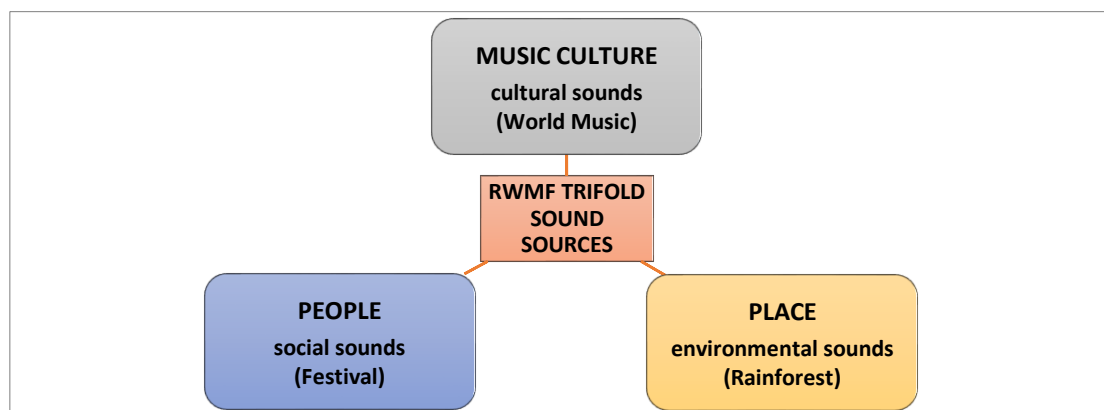 MUSIC CULTURE
cultural sounds
(World Music)
RWMF TRIFOLD
SOUND
SOURCES
PEOPLE
social sounds
(Festival)
PLACE
environmental sounds
(Rainforest)